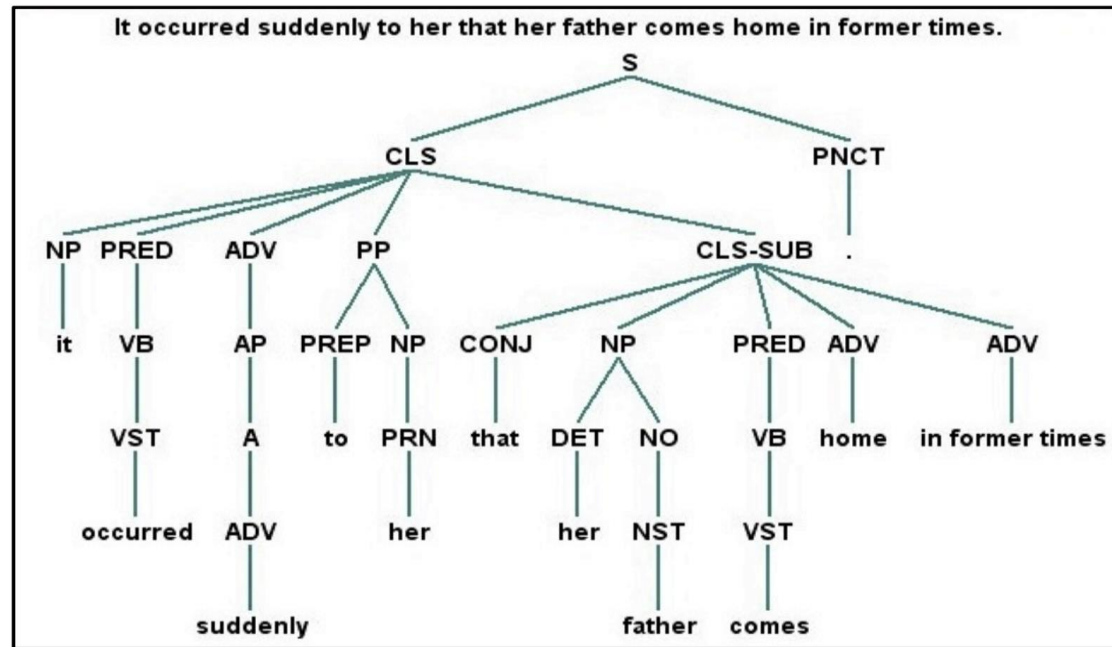 It occurred suddenly to her that her father comes home in former times.
S
CLS PNCT
NP PRED ADV PP CLS-SUB .
it VB AP PREP NP CONJ NP PRED ADV ADV
VST A to PRN that DET NO VB home in former times
occurred ADV her her NST VST
suddenly father comes